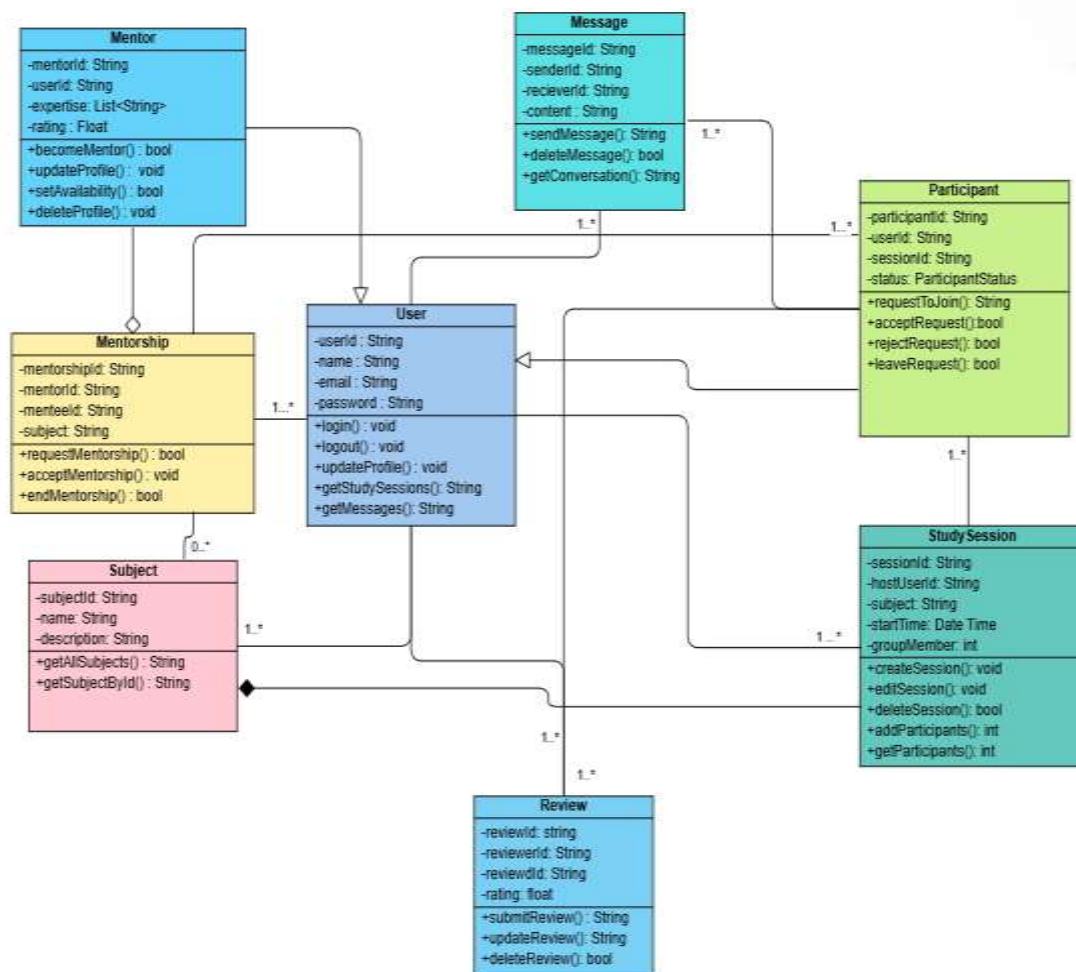 Mentor
-mentorId: String
-userId: String
-expertise: List<String>
-rating : Float
+becomeMentor() : bool
+updateProfile() : void
+setAvailability() : bool
+deleteProfile() : void
Message
-messageId: String
-senderId: String
-recieverId: String
-content : String
+sendMessage(): String
+deleteMessage(): bool
+getConversation(): String
1..*
1..*
1..*
1...*
Participant
-participantId: String
-userId: String
-sessionId: String
-status: ParticipantStatus
+requestToJoin(): String
+acceptRequest():bool
+rejectRequest(): bool
+leaveRequest(): bool
Mentorship
-mentorshipId: String
-mentorId: String
-menteeId: String
-subject: String
+requestMentorship() : bool
+acceptMentorship() : void
+endMentorship() : bool
1...*
User
-userId : String
-name : String
-email : String
-password : String
+login() : void
+logout() : void
+updateProfile() : void
+getStudySessions(): String
+getMessages(): String
1..*
0..*
Subject
-subjectId: String
-name: String
-description: String
+getAllSubjects() : String
+getSubjectById() : String
1..*
1...*
StudySession
-sessionId: String
-hostUserId: String
-subject: String
-startTime: Date Time
-groupMember: int
+createSession(): void
+editSession(): void
+deleteSession(): bool
+addParticipants(): int
+getParticipants(): int
1..*
1..*
Review
-reviewId: string
-reviewerId: String
-reviewdId: String
-rating: float
+submitReview() : String
+updateReview(): String
+deleteReview(): bool